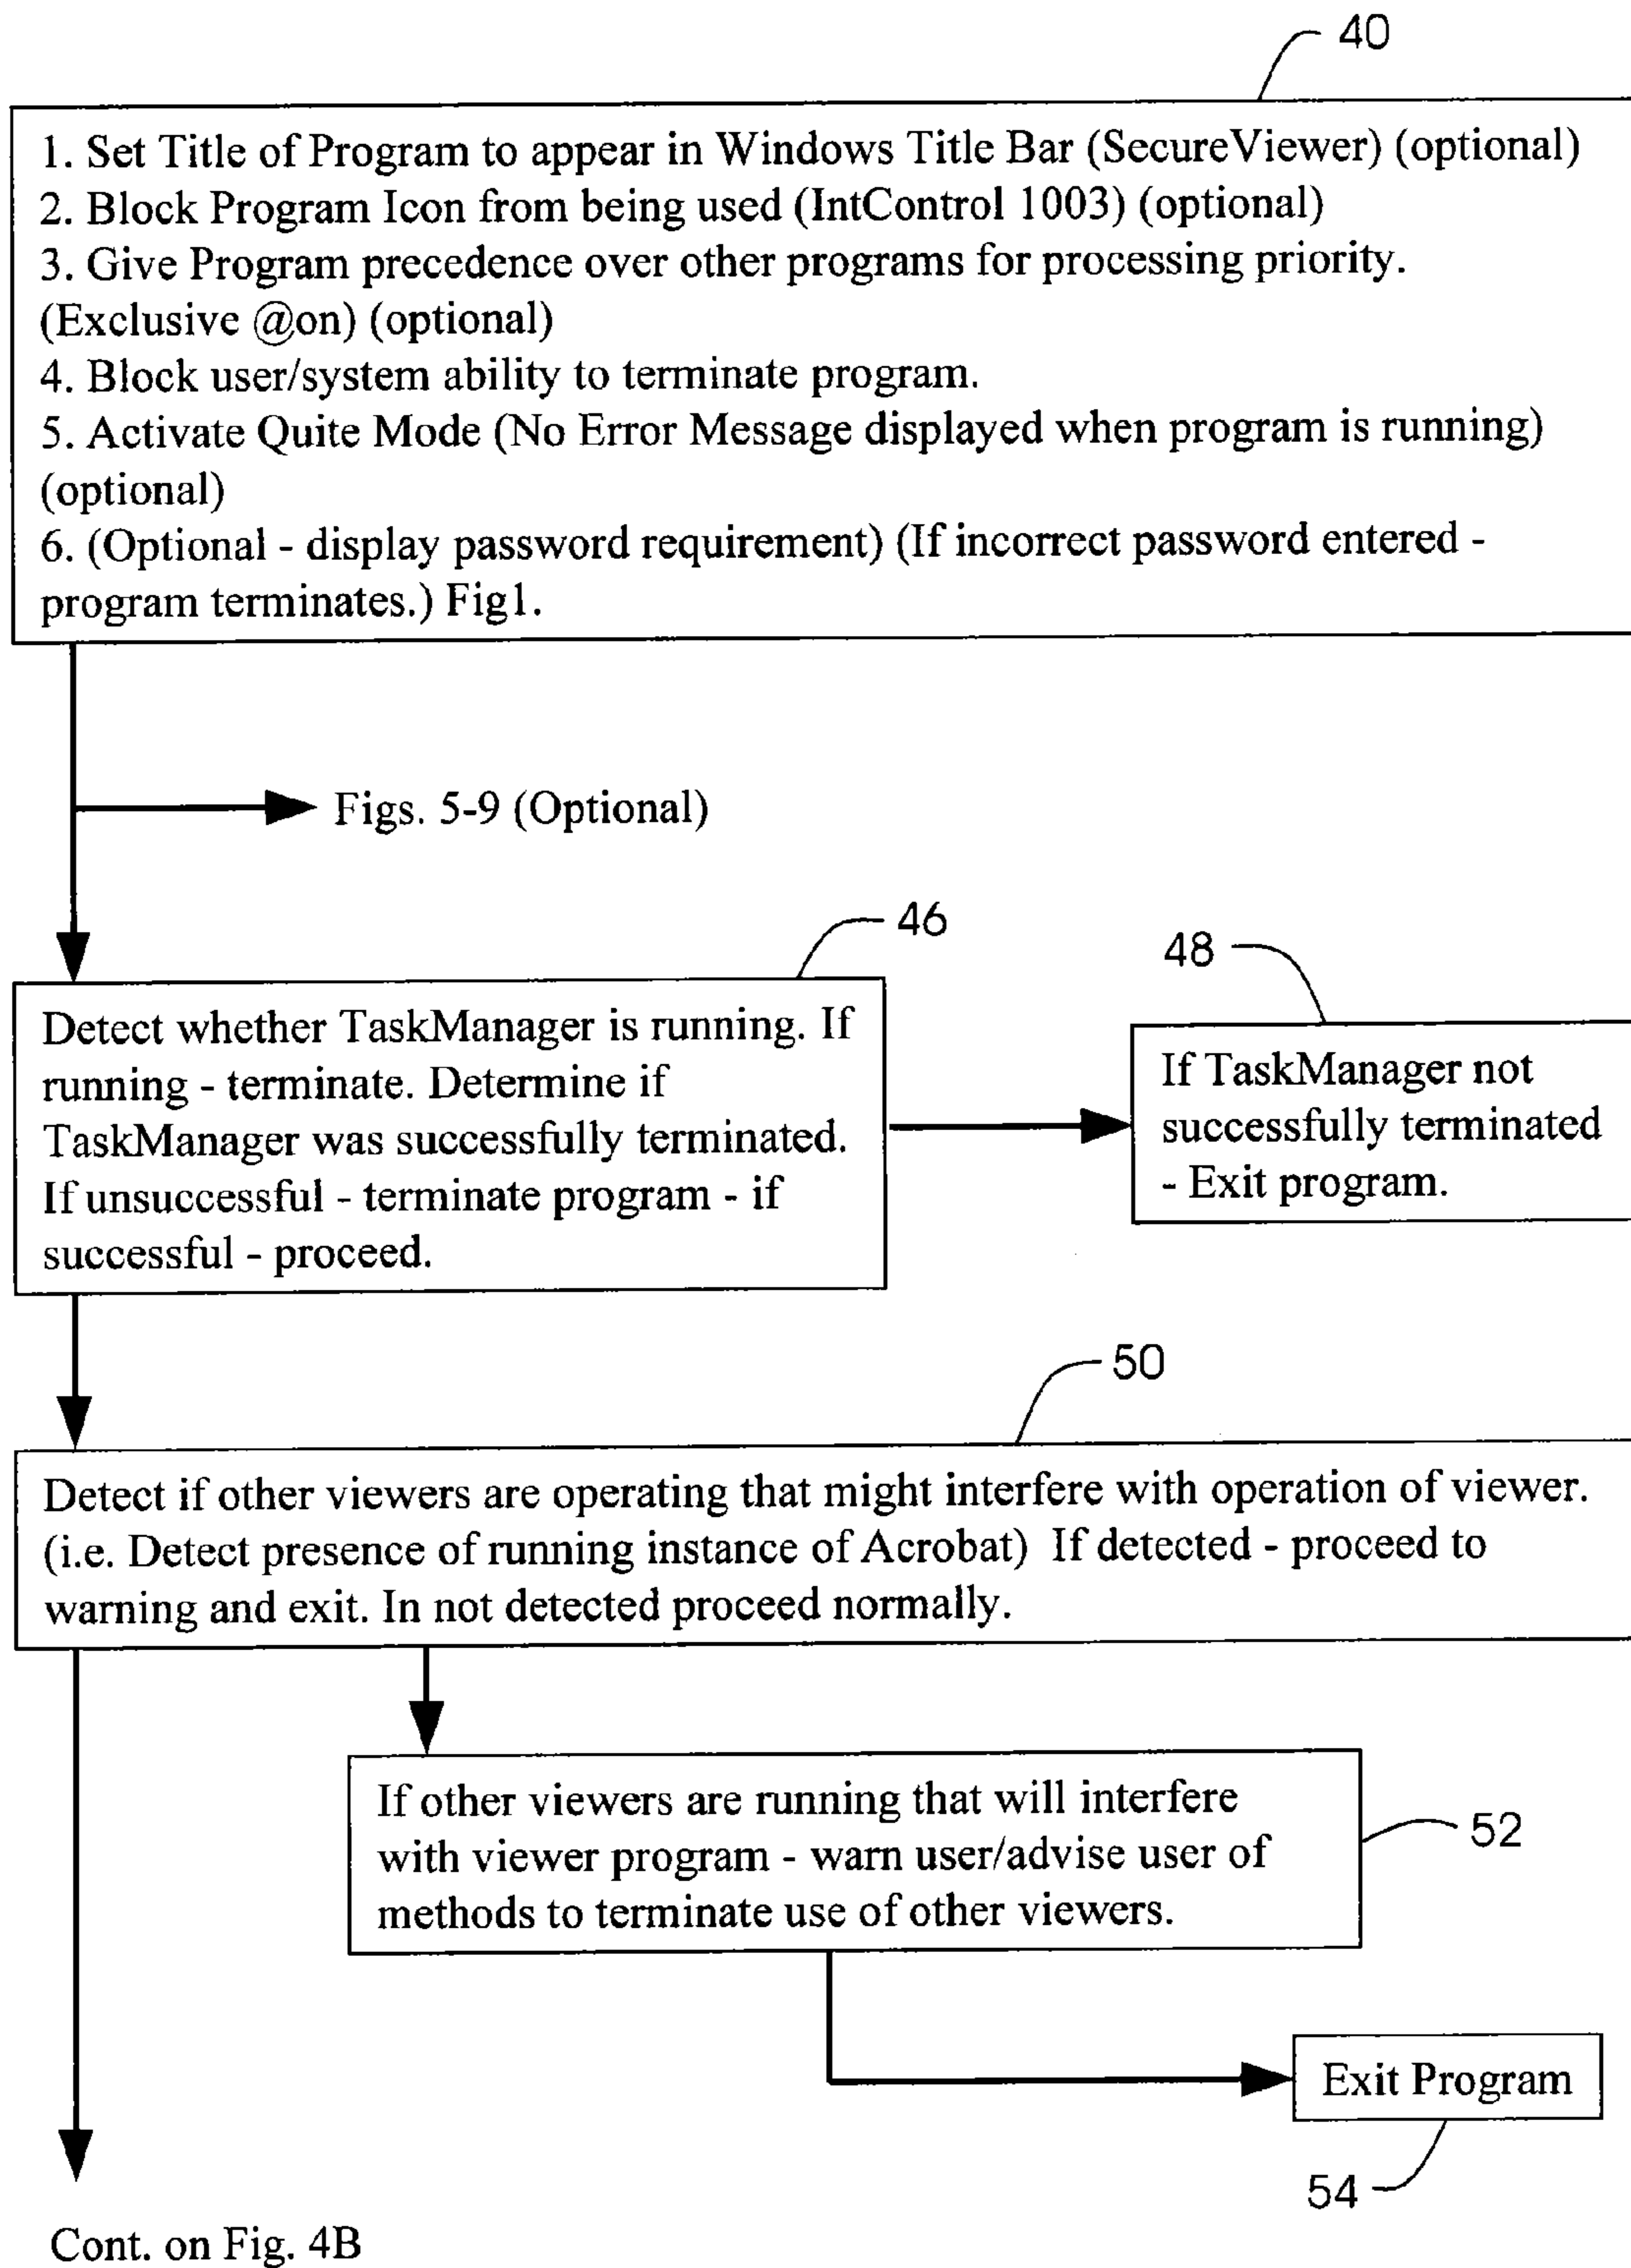 40
1. Set Title of Program to appear in Windows Title Bar (SecureViewer) (optional)
2. Block Program Icon from being used (IntControl 1003) (optional)
3. Give Program precedence over other programs for processing priority.
(Exclusive @on) (optional)
4. Block user/system ability to terminate program.
5. Activate Quite Mode (No Error Message displayed when program is running)
(optional)
6. (Optional - display password requirement) (If incorrect password entered -
program terminates.) Fig1.
Figs. 5-9 (Optional)
46
Detect whether TaskManager is running. If
running - terminate. Determine if
TaskManager was successfully terminated.
If unsuccessful - terminate program - if
successful - proceed.
48
If TaskManager not
successfully terminated
- Exit program.
50
Detect if other viewers are operating that might interfere with operation of viewer.
(i.e. Detect presence of running instance of Acrobat) If detected - proceed to
warning and exit. In not detected proceed normally.
If other viewers are running that will interfere
with viewer program - warn user/advise user of
methods to terminate use of other viewers.
52
Exit Program
54
Cont. on Fig. 4B